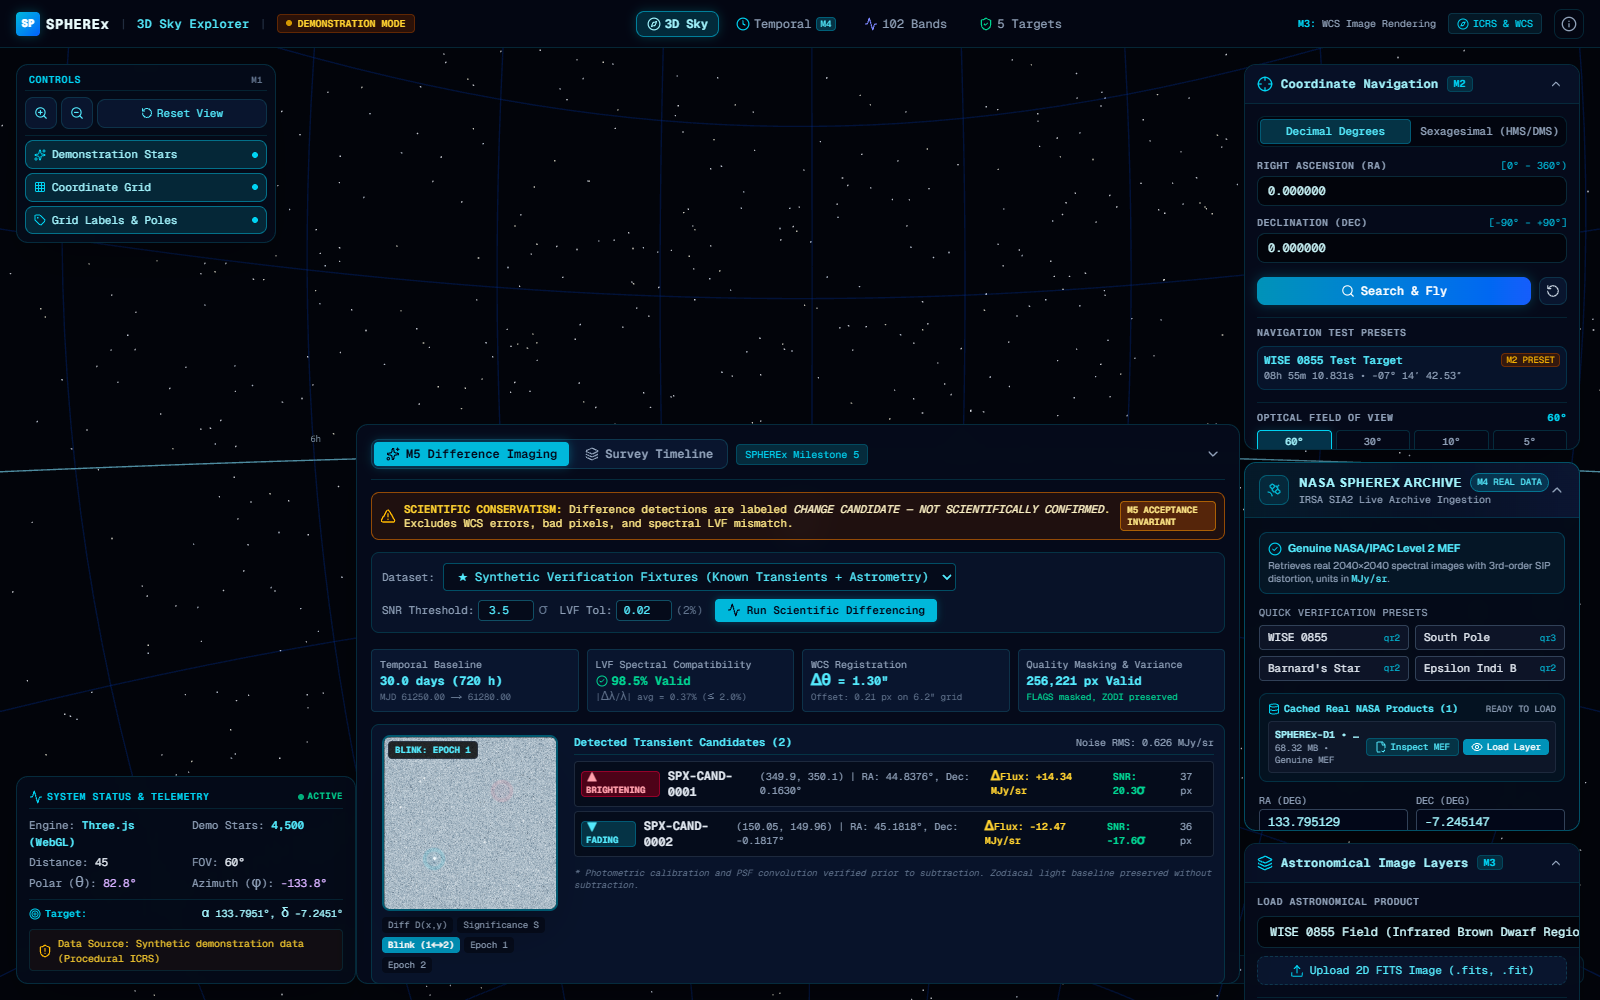 SP SPHEREx | 3D Sky Explorer | DEMONSTRATION MODE
3D Sky Temporal M4 102 Bands 5 Targets
M3: WCS Image Rendering ICRS & WCS
CONTROLS M1
Reset View
Demonstration Stars
Coordinate Grid
Grid Labels & Poles
6h
SYSTEM STATUS & TELEMETRY ACTIVE
Engine: Three.js (WebGL) Demo Stars: 4,500
Distance: 45 FOV: 60°
Polar (θ): 82.8° Azimuth (φ): -133.8°
Target: α 133.7951°, δ -7.2451°
Data Source: Synthetic demonstration data
(Procedural ICRS)
M5 Difference Imaging Survey Timeline SPHEREx Milestone 5
SCIENTIFIC CONSERVATISM: Difference detections are labeled CHANGE CANDIDATE — NOT SCIENTIFICALLY CONFIRMED.
Excludes WCS errors, bad pixels, and spectral LVF mismatch.
M5 ACCEPTANCE
INVARIANT
Dataset: ★ Synthetic Verification Fixtures (Known Transients + Astrometry)
SNR Threshold: 3.5 σ LVF Tol: 0.02 (2%) Run Scientific Differencing
Temporal Baseline
30.0 days (720 h)
MJD 61250.00 ⟶ 61280.00
LVF Spectral Compatibility
98.5% Valid
|Δλ/λ| avg = 0.37% (≤ 2.0%)
WCS Registration
Δθ = 1.30"
Offset: 0.21 px on 6.2" grid
Quality Masking & Variance
256,221 px Valid
FLAGS masked, ZODI preserved
BLINK: EPOCH 1
Diff D(x,y) Significance S
Blink (1↔2) Epoch 1
Epoch 2
Detected Transient Candidates (2) Noise RMS: 0.626 MJy/sr
▲ BRIGHTENING SPX-CAND-0001 (349.9, 350.1) | RA: 44.8376°, Dec: 0.1630° ΔFlux: +14.34 MJy/sr SNR: 20.3σ 37 px
▼ FADING SPX-CAND-0002 (150.05, 149.96) | RA: 45.1818°, Dec: -0.1817° ΔFlux: -12.47 MJy/sr SNR: -17.6σ 36 px
* Photometric calibration and PSF convolution verified prior to subtraction. Zodiacal light baseline preserved without
subtraction.
Coordinate Navigation M2
Decimal Degrees Sexagesimal (HMS/DMS)
RIGHT ASCENSION (RA) [0° - 360°)
0.000000
DECLINATION (DEC) [-90° - +90°]
0.000000
Search & Fly
NAVIGATION TEST PRESETS
WISE 0855 Test Target M2 PRESET
08h 55m 10.831s • -07° 14' 42.53"
OPTICAL FIELD OF VIEW 60°
60° 30° 10° 5°
NASA SPHEREX ARCHIVE M4 REAL DATA
IRSA SIA2 Live Archive Ingestion
Genuine NASA/IPAC Level 2 MEF
Retrieves real 2040×2040 spectral images with 3rd-order SIP
distortion, units in MJy/sr.
QUICK VERIFICATION PRESETS
WISE 0855 qr2 South Pole qr3
Barnard's Star qr2 Epsilon Indi B qr2
Cached Real NASA Products (1) READY TO LOAD
SPHEREx-D1 • …
68.32 MB •
Genuine MEF
Inspect MEF Load Layer
RA (DEG) DEC (DEG)
133.795129 -7.245147
Astronomical Image Layers M3
LOAD ASTRONOMICAL PRODUCT
WISE 0855 Field (Infrared Brown Dwarf Regio
Upload 2D FITS Image (.fits, .fit)